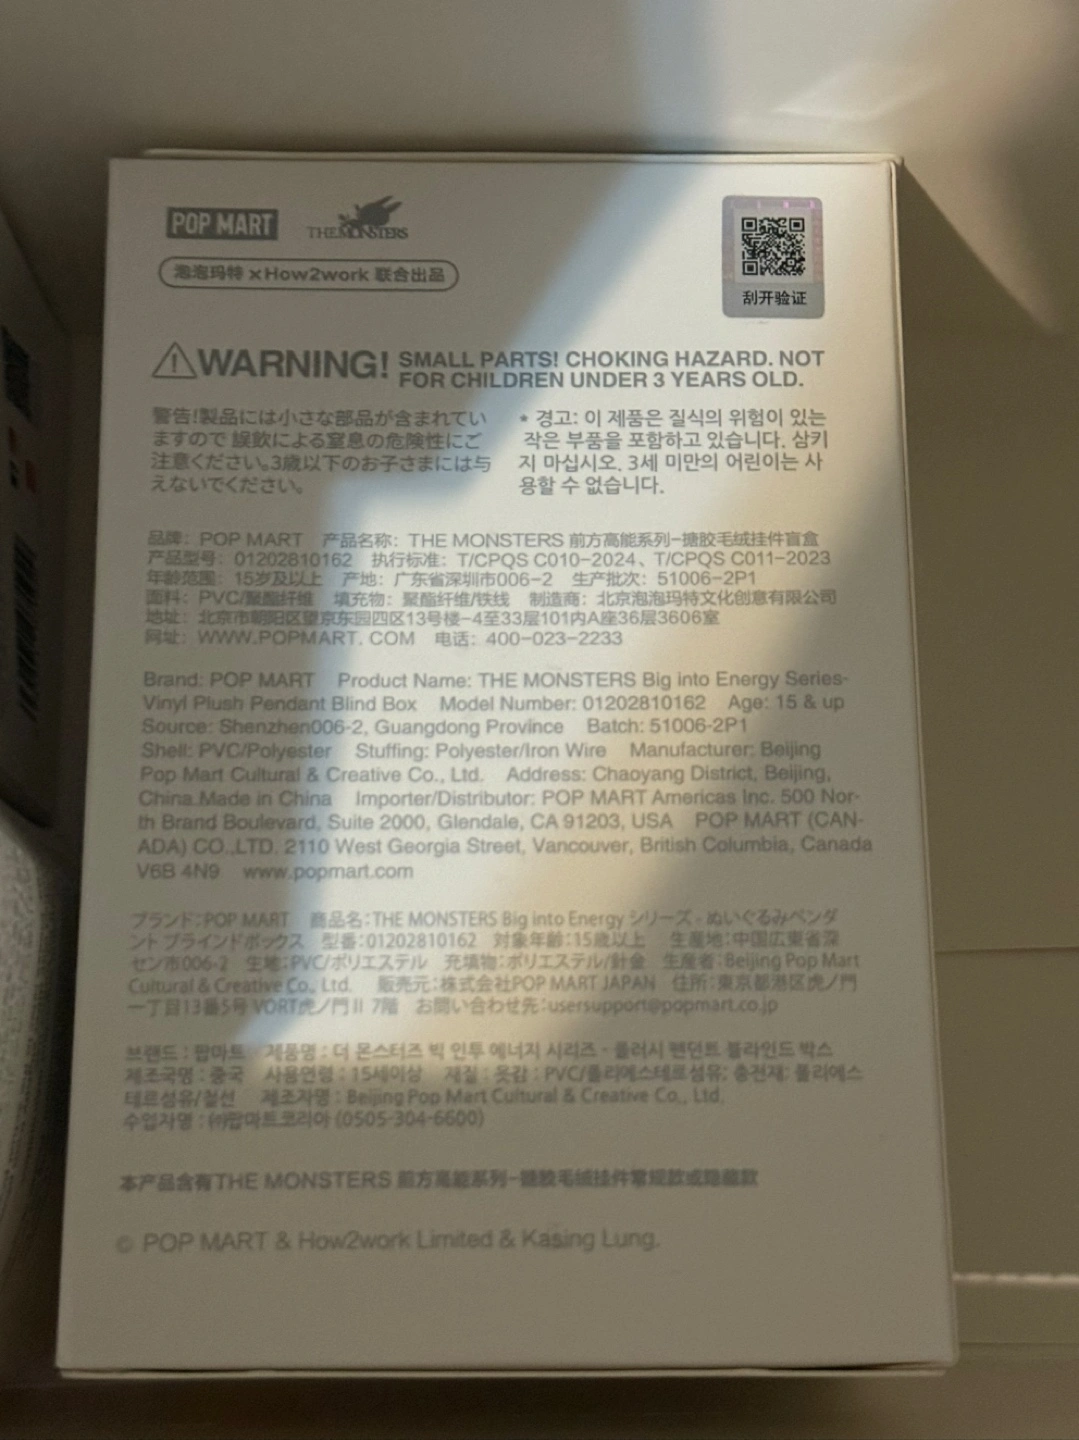 POP MART
THE MONSTERS
泡泡玛特 ×How2work 联合出品
刮开验证
WARNING! SMALL PARTS! CHOKING HAZARD. NOT
FOR CHILDREN UNDER 3 YEARS OLD.
警告!製品には小さな部品が含まれてい
ますので 誤飲による窒息の危険性にご
注意ください。3歳以下のお子さまには与
えないでください。
* 경고: 이 제품은 질식의 위험이 있는
작은 부품을 포함하고 있습니다. 삼키
지 마십시오. 3세 미만의 어린이는 사
용할 수 없습니다.
品牌：POP MART 产品名称：THE MONSTERS 前方高能系列-搪胶毛绒挂件盲盒
产品型号：01202810162 执行标准：T/CPQS C010-2024、T/CPQS C011-2023
年龄范围：15岁及以上 产地：广东省深圳市006-2 生产批次：51006-2P1
面料：PVC/聚酯纤维 填充物：聚酯纤维/铁线 制造商：北京泡泡玛特文化创意有限公司
地址：北京市朝阳区望京东园四区13号楼-4至33层101内A座36层3606室
网址：WWW.POPMART. COM 电话：400-023-2233
Brand: POP MART Product Name: THE MONSTERS Big into Energy Series-
Vinyl Plush Pendant Blind Box Model Number: 01202810162 Age: 15 & up
Source: Shenzhen006-2, Guangdong Province Batch: 51006-2P1
Shell: PVC/Polyester Stuffing: Polyester/Iron Wire Manufacturer: Beijing
Pop Mart Cultural & Creative Co., Ltd. Address: Chaoyang District, Beijing,
China.Made in China Importer/Distributor: POP MART Americas Inc. 500 Nor-
th Brand Boulevard, Suite 2000, Glendale, CA 91203, USA POP MART (CAN-
ADA) CO.,LTD. 2110 West Georgia Street, Vancouver, British Columbia, Canada
V6B 4N9 www.popmart.com
ブランド:POP MART 商品名:THE MONSTERS Big into Energy シリーズ - ぬいぐるみペンダ
ント ブラインドボックス 型番:01202810162 対象年齢:15歳以上 生産地:中国広東省深
セン市006-2 生地:PVC/ポリエステル 充填物:ポリエステル/針金 生産者:Beijing Pop Mart
Cultural & Creative Co., Ltd. 販売元:株式会社POP MART JAPAN 住所:東京都港区虎ノ門
一丁目13番5号 VORT虎ノ門Ⅱ 7階 お問い合わせ先:usersupport@popmart.co.jp
브랜드 : 팝마트 제품명 : 더 몬스터즈 빅 인투 에너지 시리즈 - 플러시 펜던트 블라인드 박스
제조국명 : 중국 사용연령 : 15세이상 재질 : 겉감 : PVC/폴리에스테르섬유; 충전재: 폴리에스
테르섬유/철선 제조자명 : Beijing Pop Mart Cultural & Creative Co., Ltd.
수입자명 : ㈜팝마트코리아 (0505-304-6600)
本产品含有THE MONSTERS 前方高能系列-搪胶毛绒挂件常规款或隐藏款
© POP MART & How2work Limited & Kasing Lung.